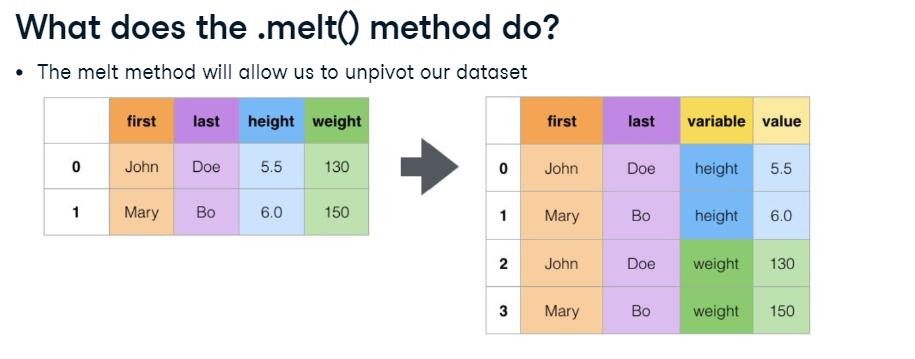 What does the .melt() method do?
• The melt method will allow us to unpivot our dataset
first last height weight
0 John Doe 5.5 130
1 Mary Bo 6.0 150
first last variable value
0 John Doe height 5.5
1 Mary Bo height 6.0
2 John Doe weight 130
3 Mary Bo weight 150